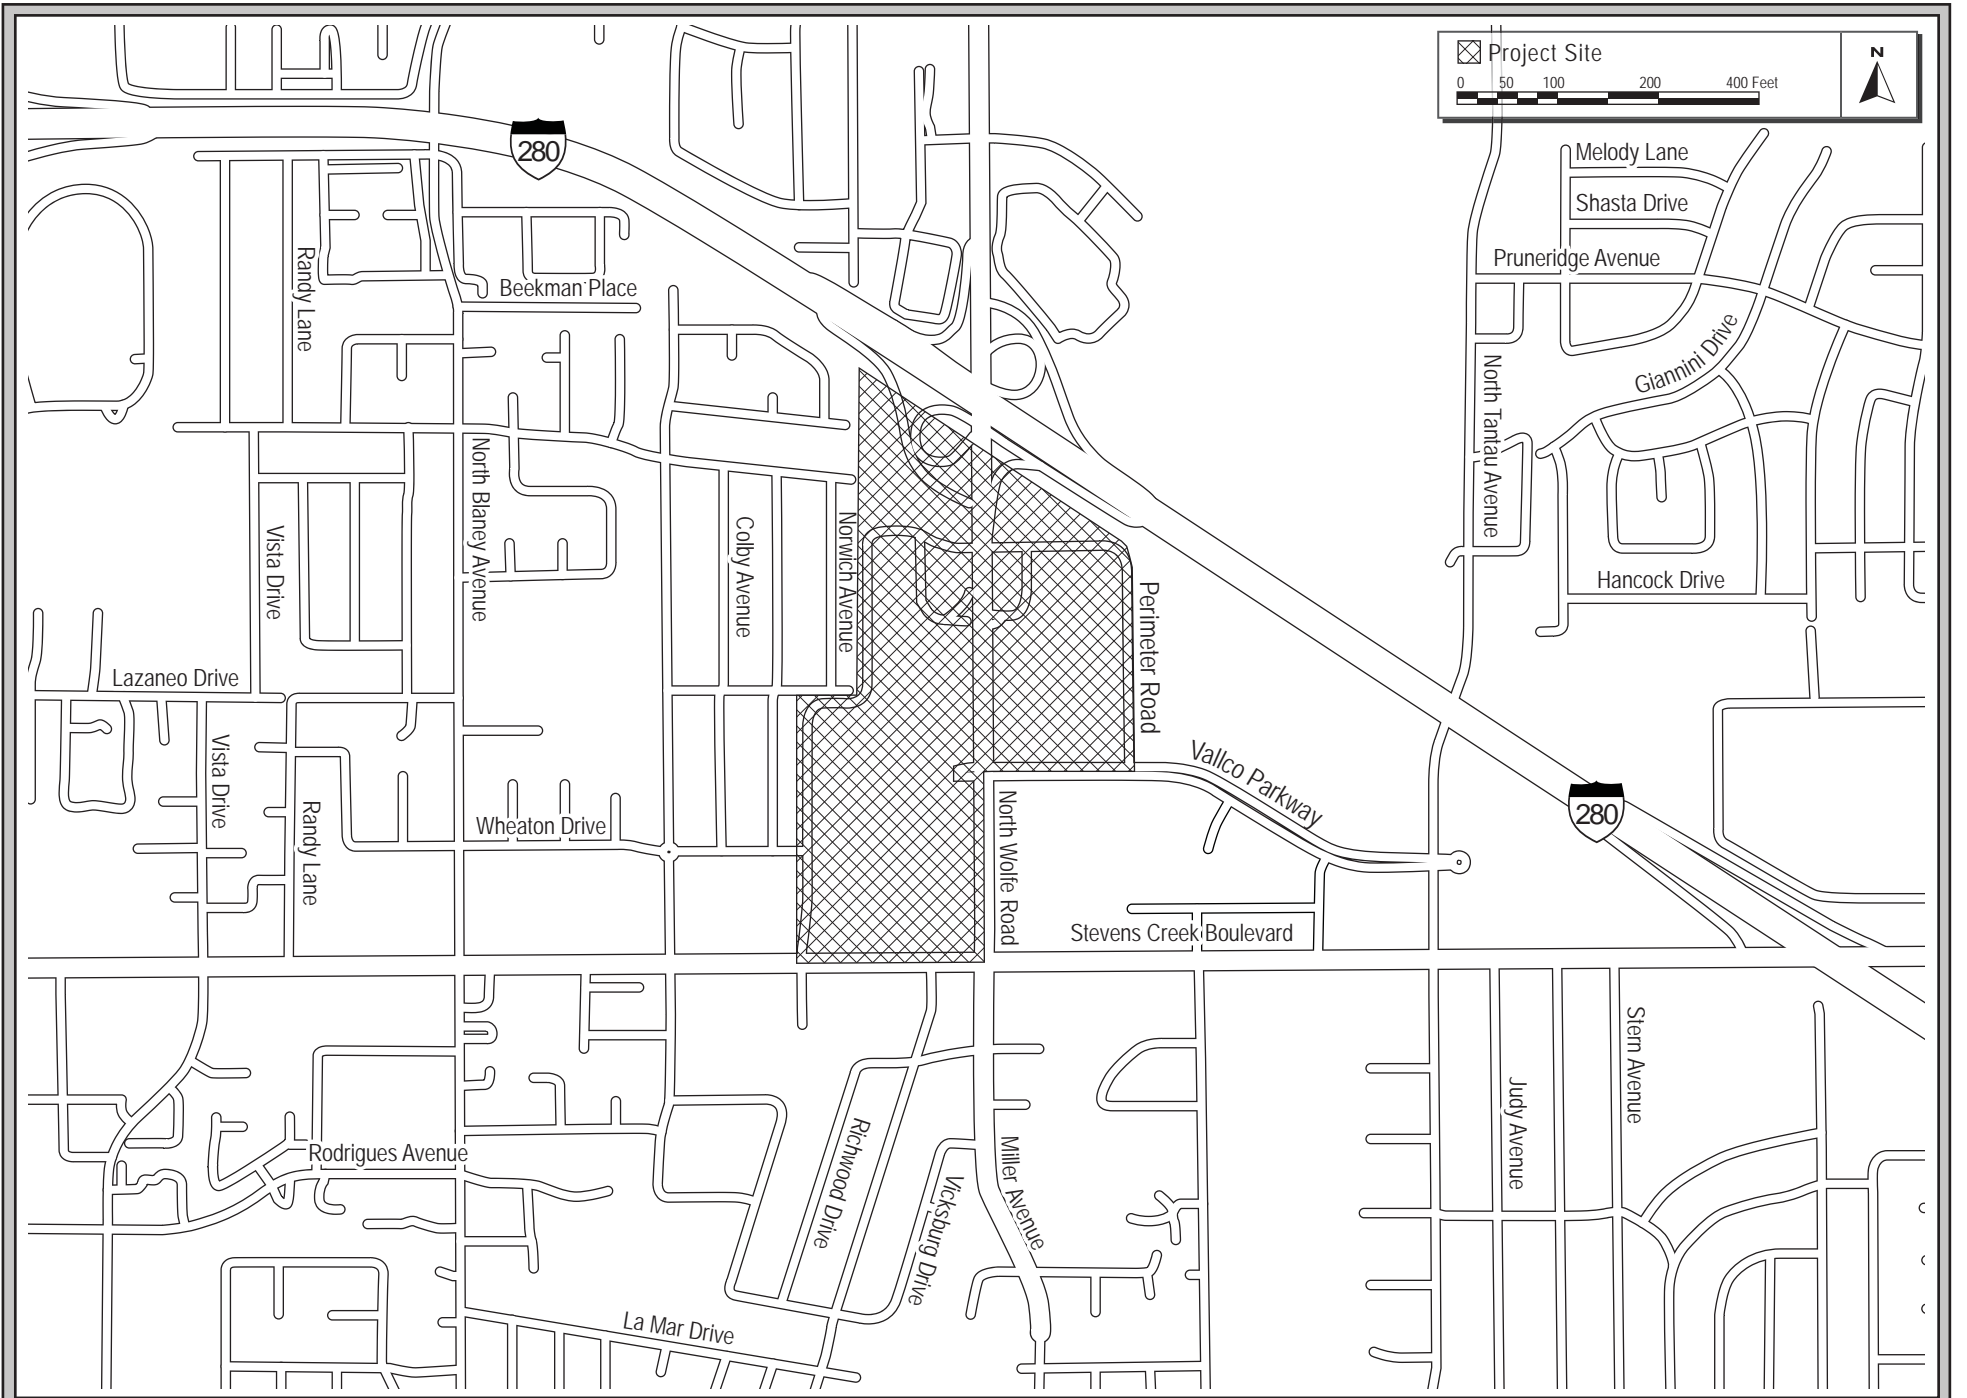 Project Site
N
0 50 100 200 400 Feet
280
Melody Lane
Shasta Drive
Pruneridge Avenue
Randy Lane
Beekman Place
Giannini Drive
North Tantau Avenue
North Blaney Avenue
Vista Drive
Colby Avenue
Norwich Avenue
Hancock Drive
Perimeter Road
Lazaneo Drive
Vista Drive
Vallco Parkway
280
Randy Lane
Wheaton Drive
North Wolfe Road
Stevens Creek Boulevard
Stern Avenue
Judy Avenue
Rodrigues Avenue
Richwood Drive
Miller Avenue
Vicksburg Drive
La Mar Drive